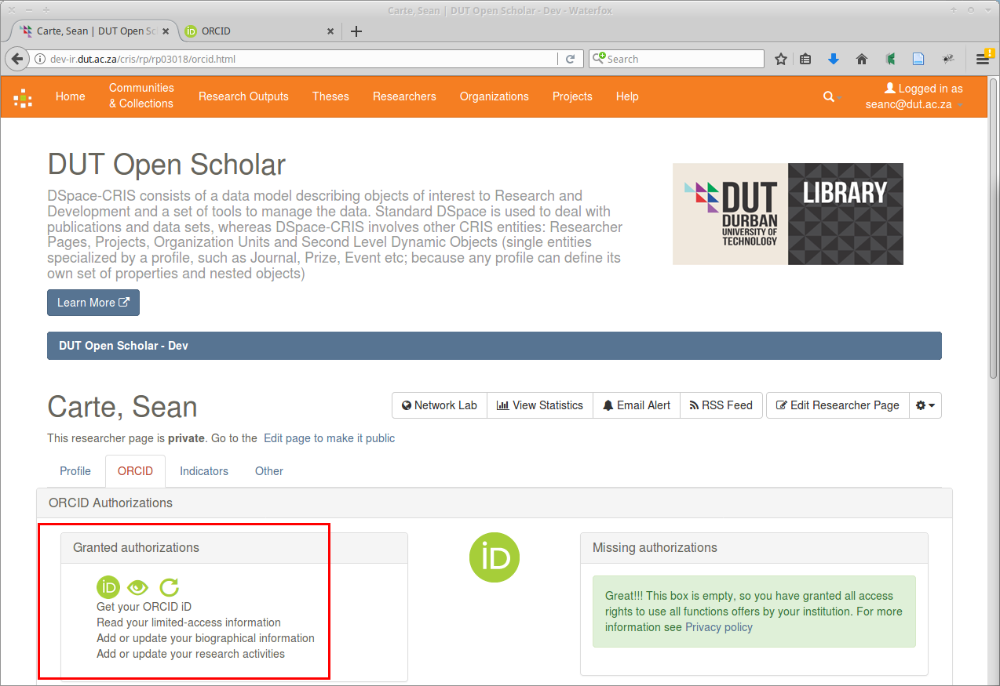 Carte, Sean | DUT Open Scholar - Dev - Waterfox
Carte, Sean | DUT Open Sc
ORCID
dev-ir.dut.ac.za/cris/rp/rp03018/orcid.html
Search
Home
Communities
& Collections
Research Outputs
Theses
Researchers
Organizations
Projects
Help
Logged in as
seanc@dut.ac.za
DUT Open Scholar
DSpace-CRIS consists of a data model describing objects of interest to Research and
Development and a set of tools to manage the data. Standard DSpace is used to deal with
publications and data sets, whereas DSpace-CRIS involves other CRIS entities: Researcher
Pages, Projects, Organization Units and Second Level Dynamic Objects (single entities
specialized by a profile, such as Journal, Prize, Event etc; because any profile can define its
own set of properties and nested objects)
DUT
DURBAN
UNIVERSITY OF
TECHNOLOGY
LIBRARY
Learn More
DUT Open Scholar - Dev
Carte, Sean
Network Lab
View Statistics
Email Alert
RSS Feed
Edit Researcher Page
This researcher page is private. Go to the Edit page to make it public
Profile
ORCID
Indicators
Other
ORCID Authorizations
Granted authorizations
iD
Get your ORCID iD
Read your limited-access information
Add or update your biographical information
Add or update your research activities
iD
Missing authorizations
Great!!! This box is empty, so you have granted all access
rights to use all functions offers by your institution. For more
information see Privacy policy